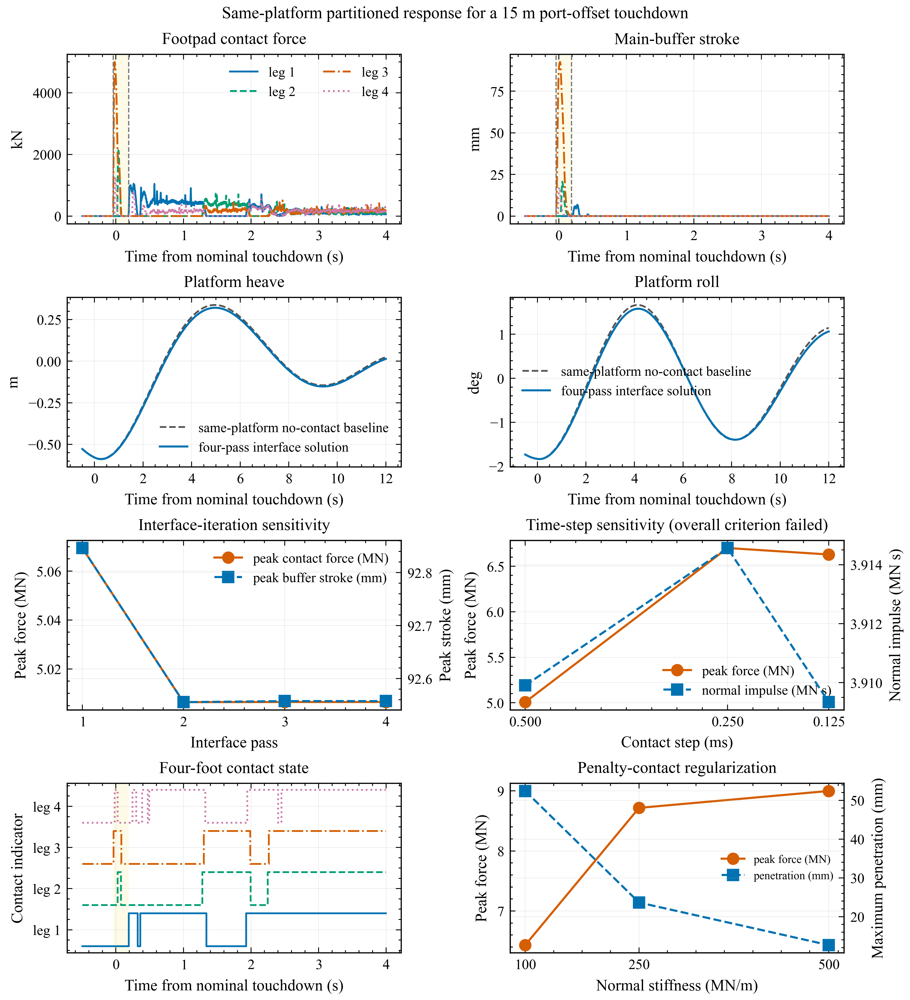 Same-platform partitioned response for a 15 m port-offset touchdown
Footpad contact force
kN
4000
2000
0
leg 1
leg 2
leg 3
leg 4
0 1 2 3 4
Time from nominal touchdown (s)
Main-buffer stroke
mm
75
50
25
0
0 1 2 3 4
Time from nominal touchdown (s)
Platform heave
m
0.25
0.00
−0.25
−0.50
same-platform no-contact baseline
four-pass interface solution
0 2 4 6 8 10 12
Time from nominal touchdown (s)
Platform roll
deg
1
0
−1
−2
same-platform no-contact baseline
four-pass interface solution
0 2 4 6 8 10 12
Time from nominal touchdown (s)
Interface-iteration sensitivity
Peak force (MN)
5.06
5.04
5.02
peak contact force (MN)
peak buffer stroke (mm)
92.8
92.7
92.6
Peak stroke (mm)
1 2 3 4
Interface pass
Time-step sensitivity (overall criterion failed)
Peak force (MN)
6.5
6.0
5.5
5.0
peak force (MN)
normal impulse (MN s)
3.914
3.912
3.910
Normal impulse (MN s)
0.500 0.250 0.125
Contact step (ms)
Four-foot contact state
Contact indicator
leg 4
leg 3
leg 2
leg 1
0 1 2 3 4
Time from nominal touchdown (s)
Penalty-contact regularization
Peak force (MN)
9
8
7
peak force (MN)
penetration (mm)
50
40
30
20
Maximum penetration (mm)
100 250 500
Normal stiffness (MN/m)